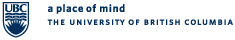 UBC
a place of mind
THE UNIVERSITY OF BRITISH COLUMBIA